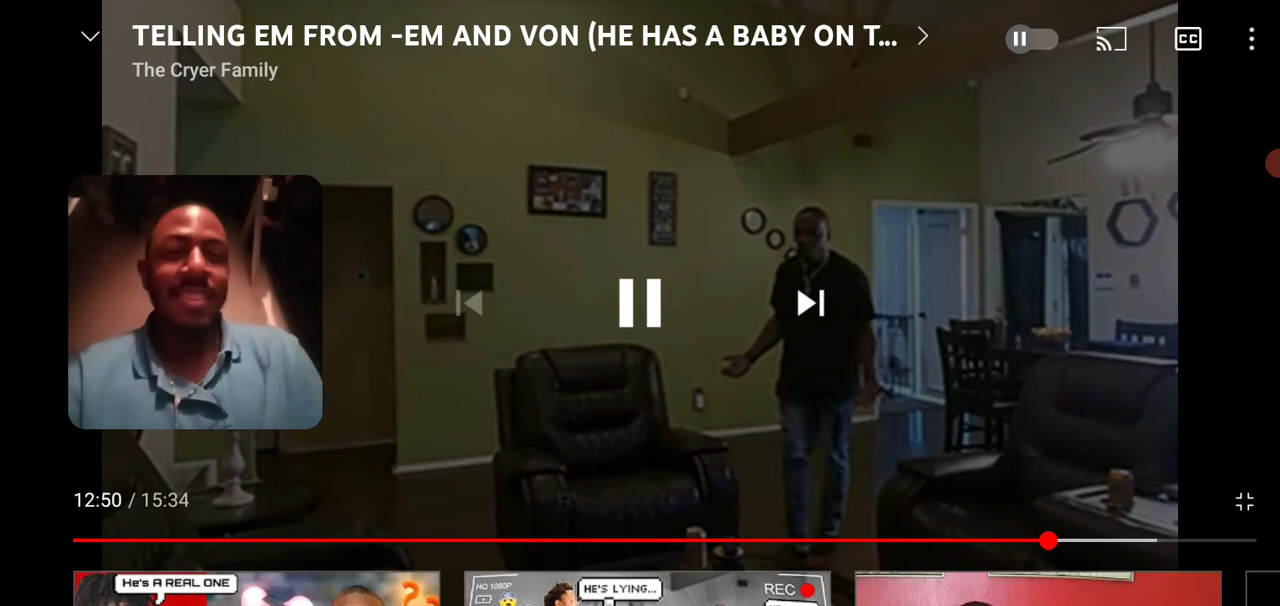 TELLING EM FROM -EM AND VON (HE HAS A BABY ON T...
The Cryer Family
CC
12:50 / 15:34
He's A REAL ONE
HQ 1080P
HE'S LYING...
REC